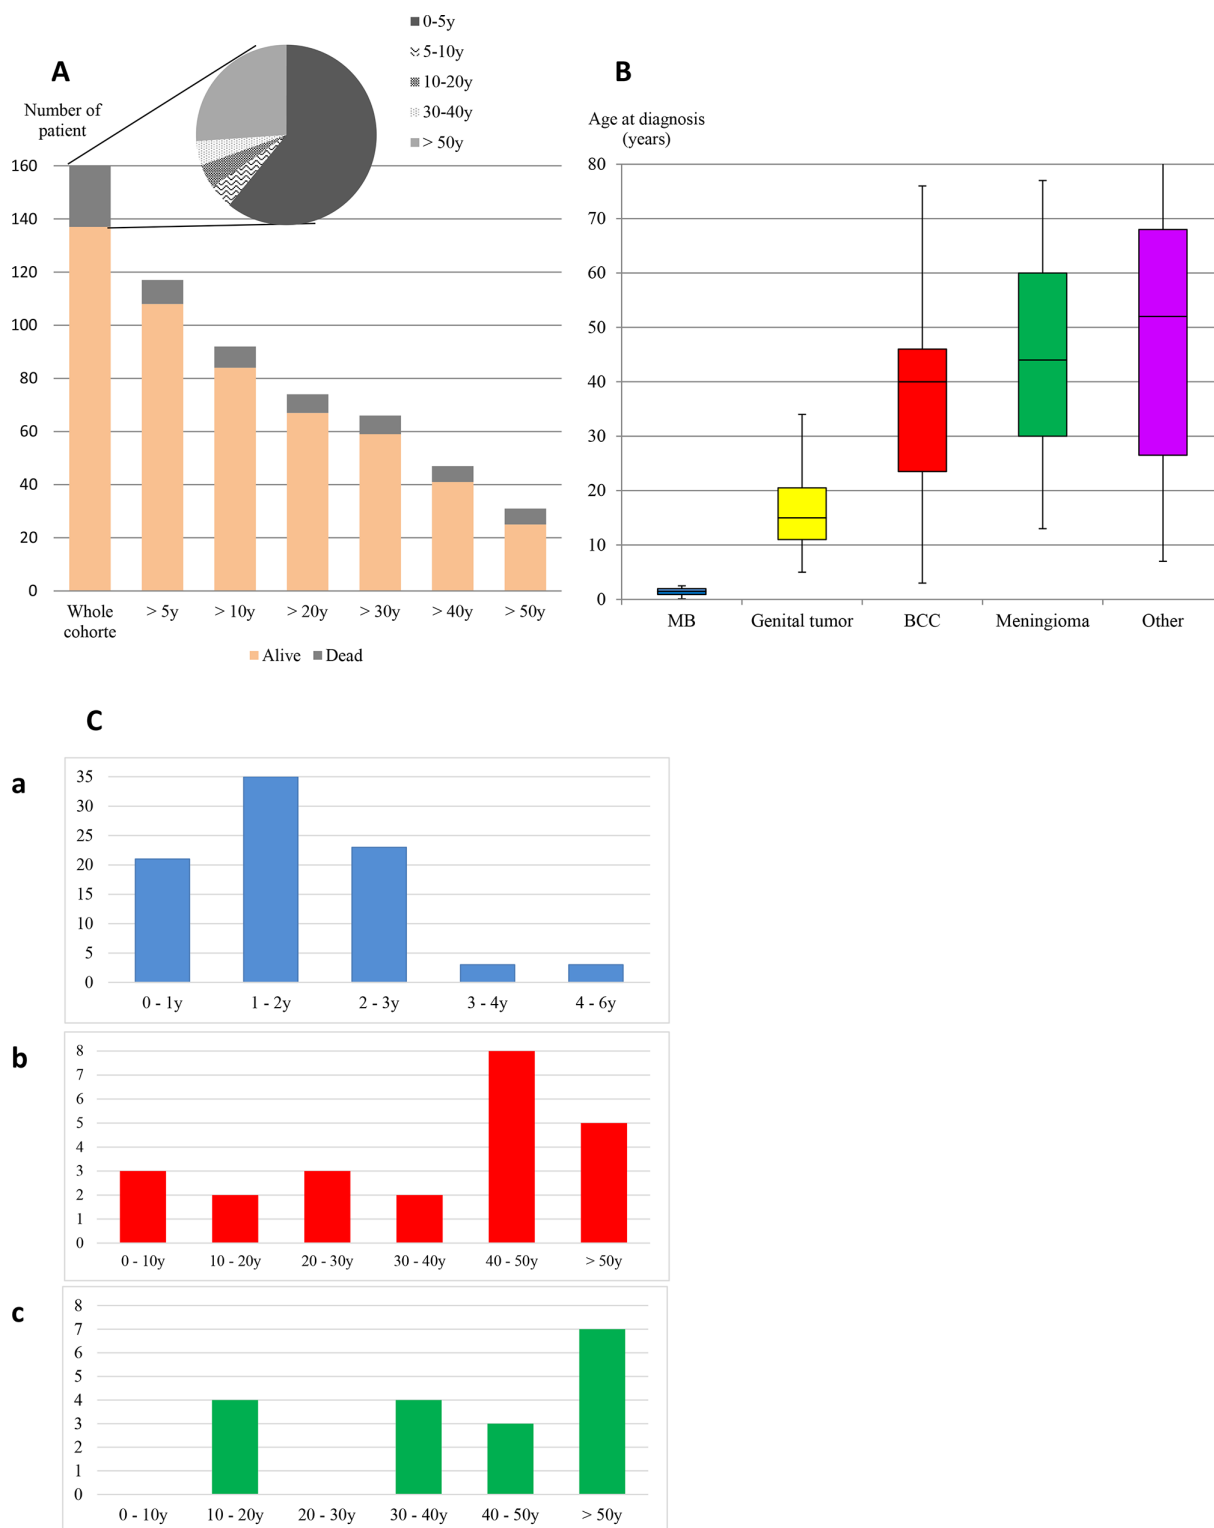 A
Number of
patient
0-5y
5-10y
10-20y
30-40y
> 50y
160
140
120
100
80
60
40
20
0
Whole
cohorte
> 5y
> 10y
> 20y
> 30y
> 40y
> 50y
Alive
Dead
B
Age at diagnosis
(years)
80
70
60
50
40
30
20
10
0
MB
Genital tumor
BCC
Meningioma
Other
C
a
35
30
25
20
15
10
5
0
0 - 1y
1 - 2y
2 - 3y
3 - 4y
4 - 6y
b
8
7
6
5
4
3
2
1
0
0 - 10y
10 - 20y
20 - 30y
30 - 40y
40 - 50y
> 50y
c
8
7
6
5
4
3
2
1
0
0 - 10y
10 - 20y
20 - 30y
30 - 40y
40 - 50y
> 50y